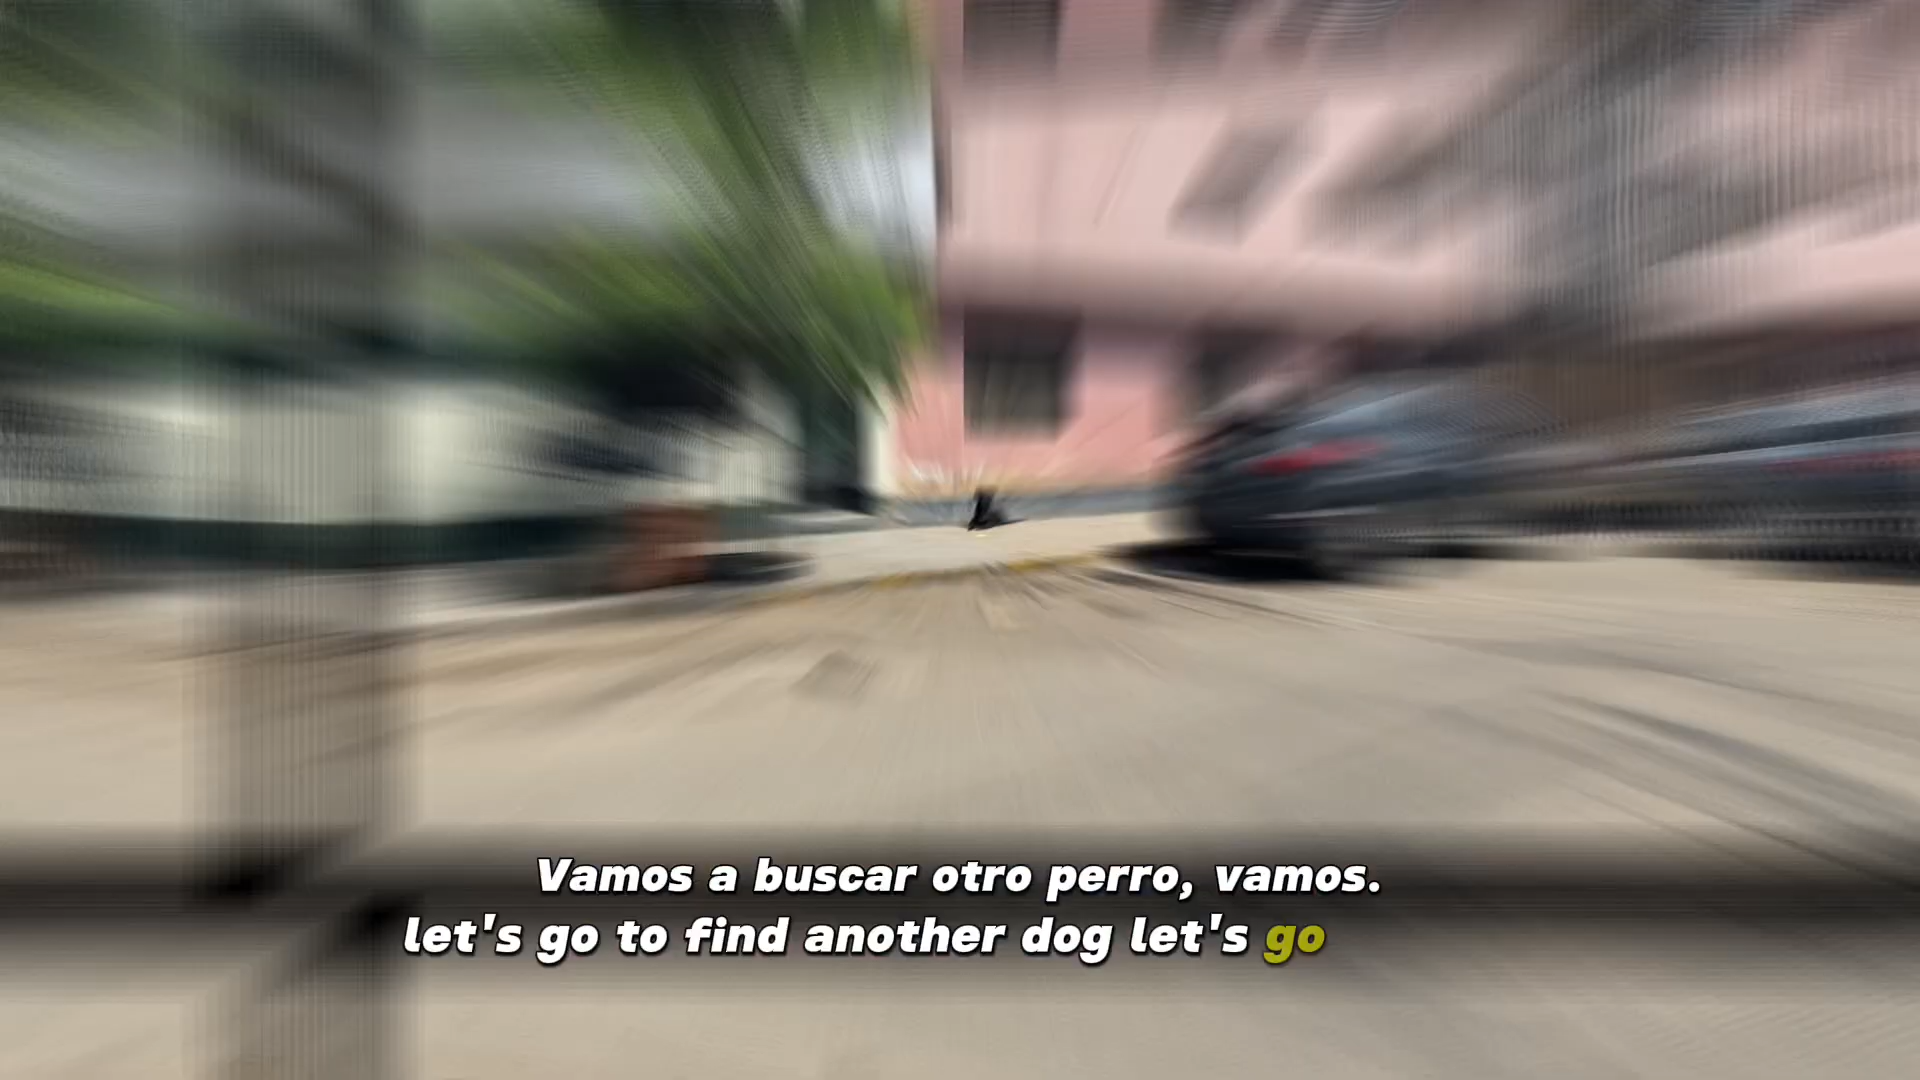 Vamos a buscar otro perro, vamos.
let's go to find another dog let's go